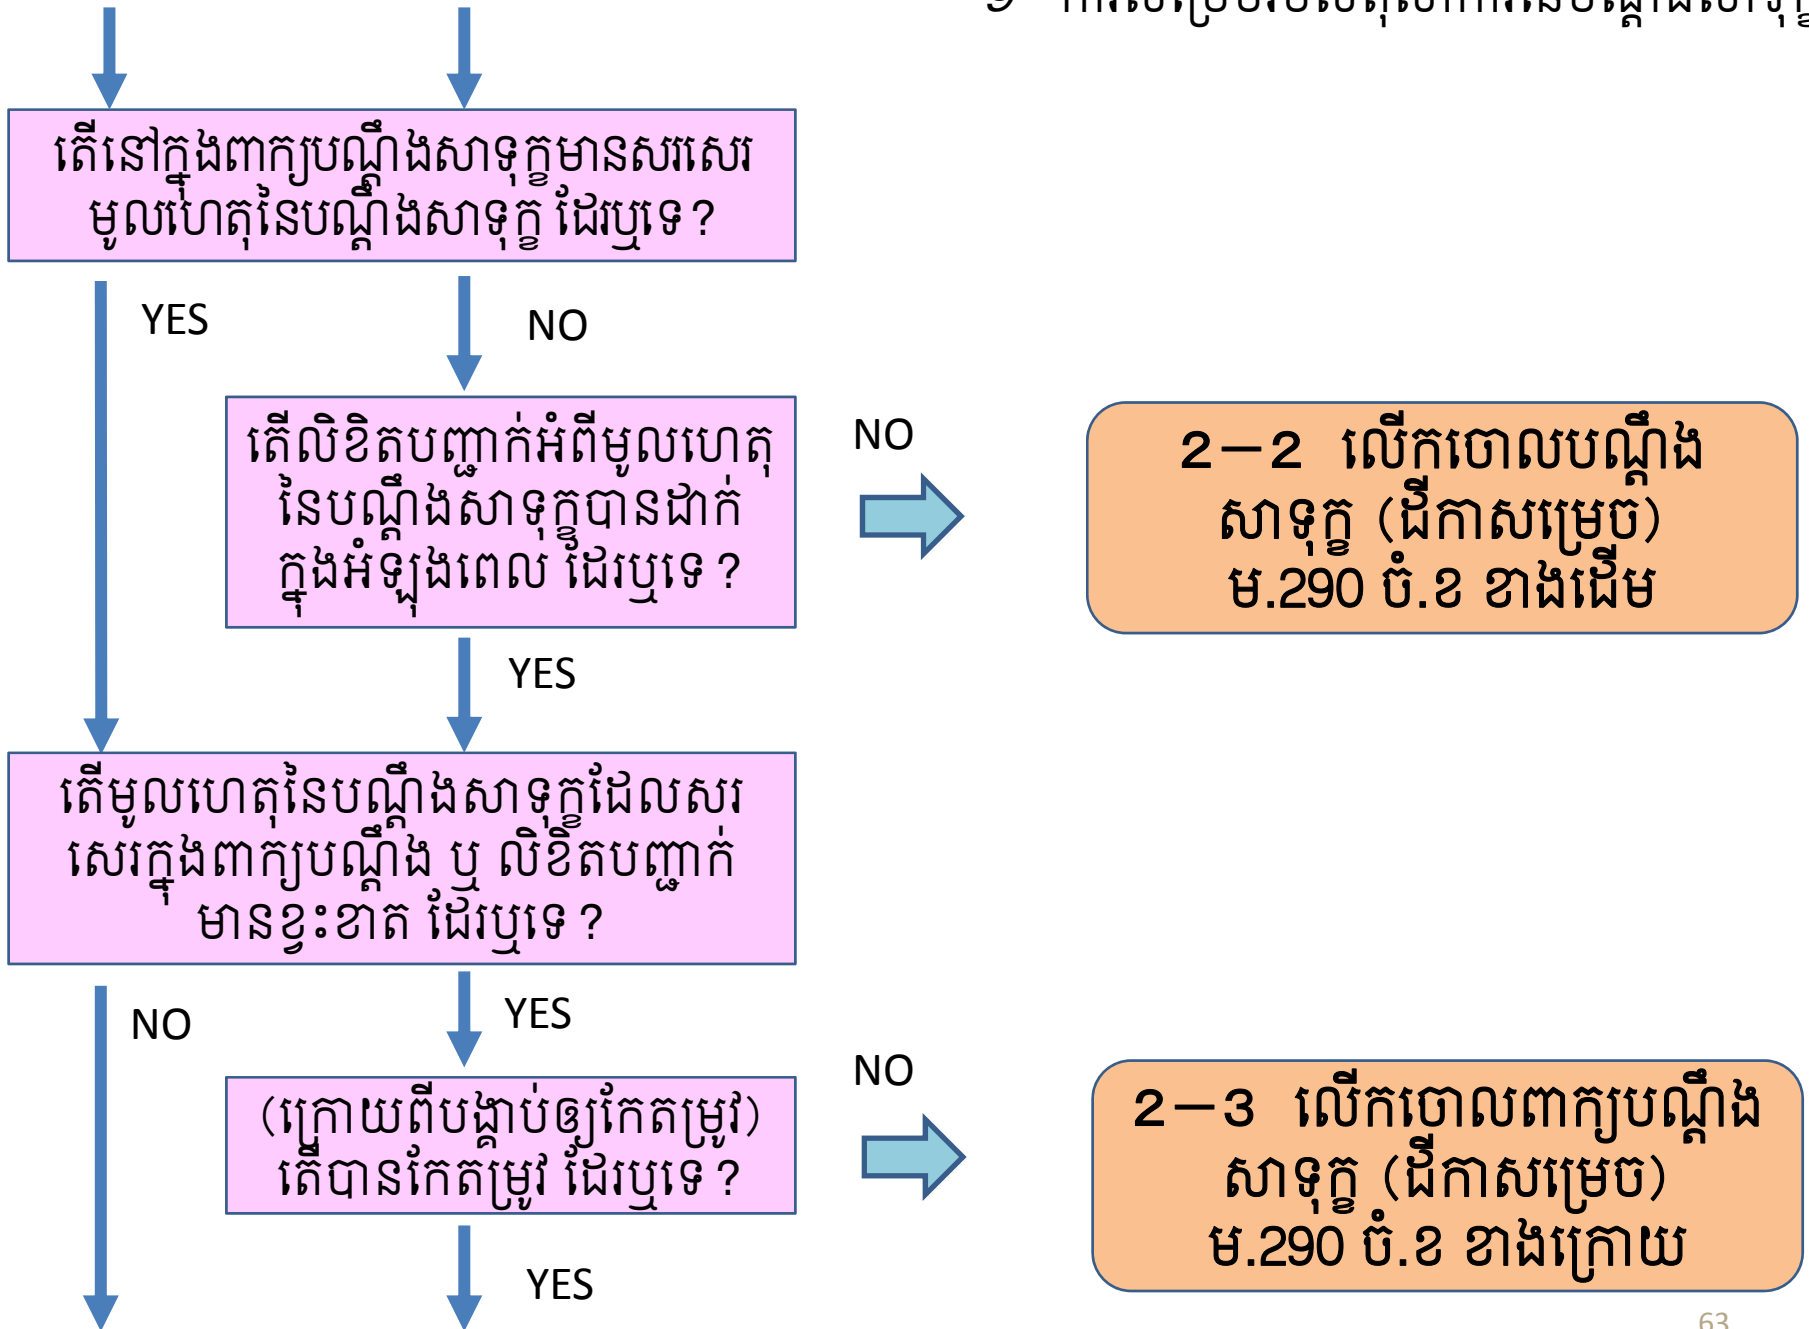 តើនៅក្នុងពាក្យបណ្ដឹងសាទុក្ខមានសរសេរ
មូលហេតុនៃបណ្ដឹងសាទុក្ខ ដែរឬទេ?
YES
NO
តើលិខិតបញ្ជាក់អំពីមូលហេតុ
នៃបណ្ដឹងសាទុក្ខបានដាក់
ក្នុងអំឡុងពេល ដែរឬទេ?
NO
2－2 លើកចោលបណ្ដឹង
សាទុក្ខ (ដីកាសម្រេច)
ម.290 ចំ.ខ ខាងដើម
YES
តើមូលហេតុនៃបណ្ដឹងសាទុក្ខដែលសរ
សេរក្នុងពាក្យបណ្ដឹង ឬ លិខិតបញ្ជាក់
មានខ្វះខាត ដែរឬទេ?
NO
YES
(ក្រោយពីបង្គាប់ឲ្យកែតម្រូវ)
តើបានកែតម្រូវ ដែរឬទេ?
NO
2－3 លើកចោលពាក្យបណ្ដឹង
សាទុក្ខ (ដីកាសម្រេច)
ម.290 ចំ.ខ ខាងក្រោយ
YES
63